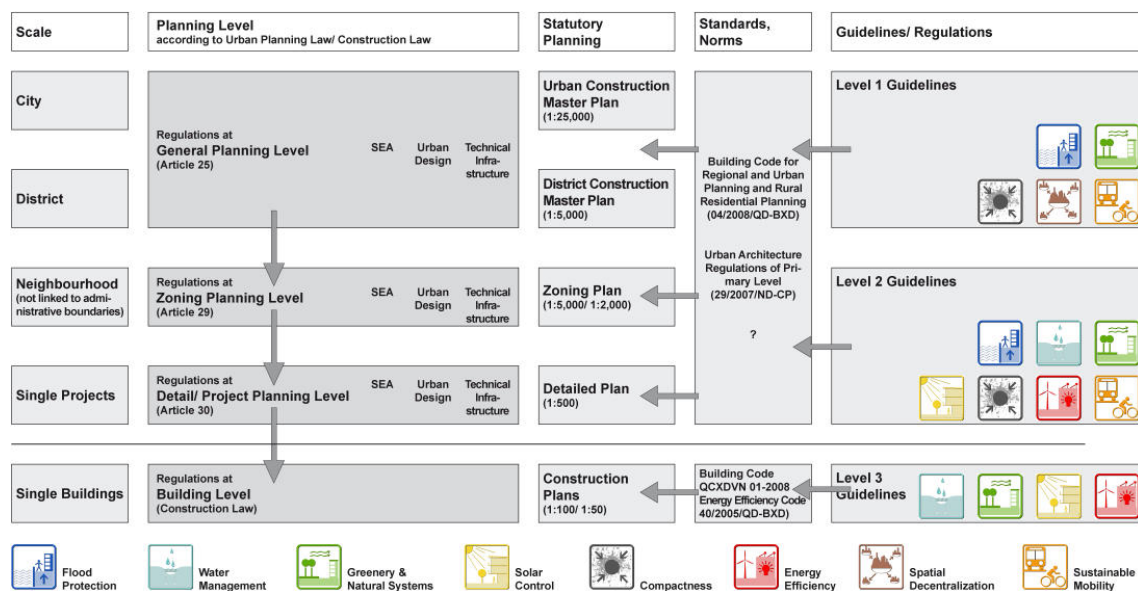 Scale
Planning Level
according to Urban Planning Law/ Construction Law
Statutory
Planning
Standards,
Norms
Guidelines/ Regulations
City
District
Regulations at
General Planning Level
(Article 25)
SEA
Urban
Design
Technical
Infra-
structure
Urban Construction
Master Plan
(1:25,000)
District Construction
Master Plan
(1:5,000)
Building Code for
Regional and Urban
Planning and Rural
Residential Planning
(04/2008/QD-BXD)
Urban Architecture
Regulations of Pri-
mary Level
(29/2007/ND-CP)
?
Level 1 Guidelines
Neighbourhood
(not linked to admi-
nistrative boundaries)
Regulations at
Zoning Planning Level
(Article 29)
SEA
Urban
Design
Technical
Infra-
structure
Zoning Plan
(1:5,000/ 1:2,000)
Level 2 Guidelines
Single Projects
Regulations at
Detail/ Project Planning Level
(Article 30)
SEA
Urban
Design
Technical
Infra-
structure
Detailed Plan
(1:500)
Single Buildings
Regulations at
Building Level
(Construction Law)
Construction
Plans
(1:100/ 1:50)
Building Code
QCXDVN 01-2008
Energy Efficiency Code
40/2005/QD-BXD)
Level 3
Guidelines
Flood
Protection
Water
Management
Greenery &
Natural Systems
Solar
Control
Compactness
Energy
Efficiency
Spatial
Decentralization
Sustainable
Mobility